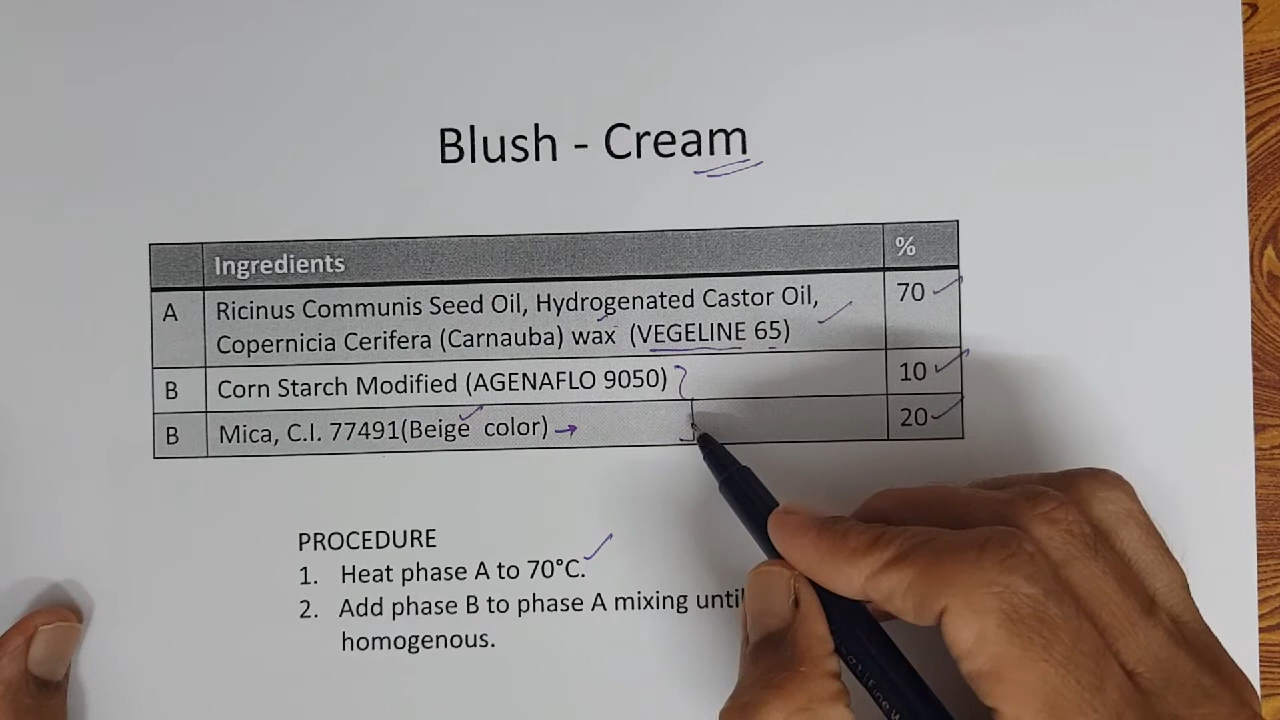 Blush - Cream
Ingredients %
A Ricinus Communis Seed Oil, Hydrogenated Castor Oil, 70
Copernicia Cerifera (Carnauba) wax (VEGELINE 65)
B Corn Starch Modified (AGENAFLO 9050) 10
B Mica, C.I. 77491(Beige color) 20
PROCEDURE
1. Heat phase A to 70°C.
2. Add phase B to phase A mixing until
homogenous.